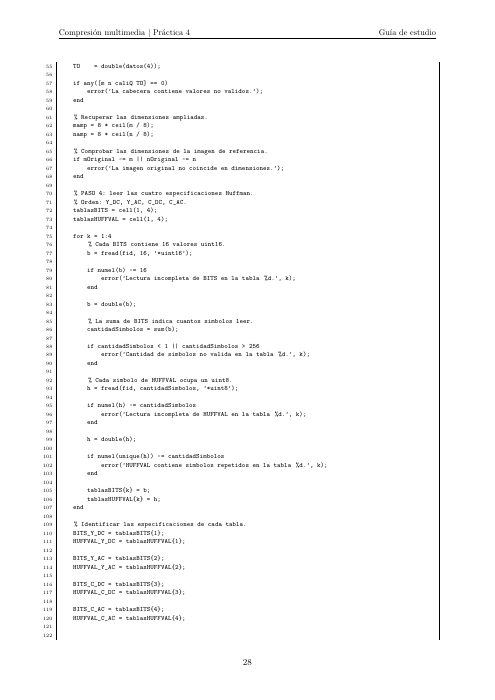 Compresión multimedia | Práctica 4 Guía de estudio
55 TO = double(datos(4));
56
57 if any([m n caliQ TO] == 0)
58 error('La cabecera contiene valores no validos.');
59 end
60
61 % Recuperar las dimensiones ampliadas.
62 mamp = 8 * ceil(m / 8);
63 namp = 8 * ceil(n / 8);
64
65 % Comprobar las dimensiones de la imagen de referencia.
66 if mOriginal ~= m || nOriginal ~= n
67 error('La imagen original no coincide en dimensiones.');
68 end
69
70 % PASO 4: leer las cuatro especificaciones Huffman.
71 % Orden: Y_DC, Y_AC, C_DC, C_AC.
72 tablasBITS = cell(1, 4);
73 tablasHUFFVAL = cell(1, 4);
74
75 for k = 1:4
76 % Cada BITS contiene 16 valores uint16.
77 b = fread(fid, 16, '*uint16');
78
79 if numel(b) ~= 16
80 error('Lectura incompleta de BITS en la tabla %d.', k);
81 end
82
83 b = double(b);
84
85 % La suma de BITS indica cuantos simbolos leer.
86 cantidadSimbolos = sum(b);
87
88 if cantidadSimbolos < 1 || cantidadSimbolos > 256
89 error('Cantidad de simbolos no valida en la tabla %d.', k);
90 end
91
92 % Cada simbolo de HUFFVAL ocupa un uint8.
93 h = fread(fid, cantidadSimbolos, '*uint8');
94
95 if numel(h) ~= cantidadSimbolos
96 error('Lectura incompleta de HUFFVAL en la tabla %d.', k);
97 end
98
99 h = double(h);
100
101 if numel(unique(h)) ~= cantidadSimbolos
102 error('HUFFVAL contiene simbolos repetidos en la tabla %d.', k);
103 end
104
105 tablasBITS{k} = b;
106 tablasHUFFVAL{k} = h;
107 end
108
109 % Identificar las especificaciones de cada tabla.
110 BITS_Y_DC = tablasBITS{1};
111 HUFFVAL_Y_DC = tablasHUFFVAL{1};
112
113 BITS_Y_AC = tablasBITS{2};
114 HUFFVAL_Y_AC = tablasHUFFVAL{2};
115
116 BITS_C_DC = tablasBITS{3};
117 HUFFVAL_C_DC = tablasHUFFVAL{3};
118
119 BITS_C_AC = tablasBITS{4};
120 HUFFVAL_C_AC = tablasHUFFVAL{4};
121
122
28